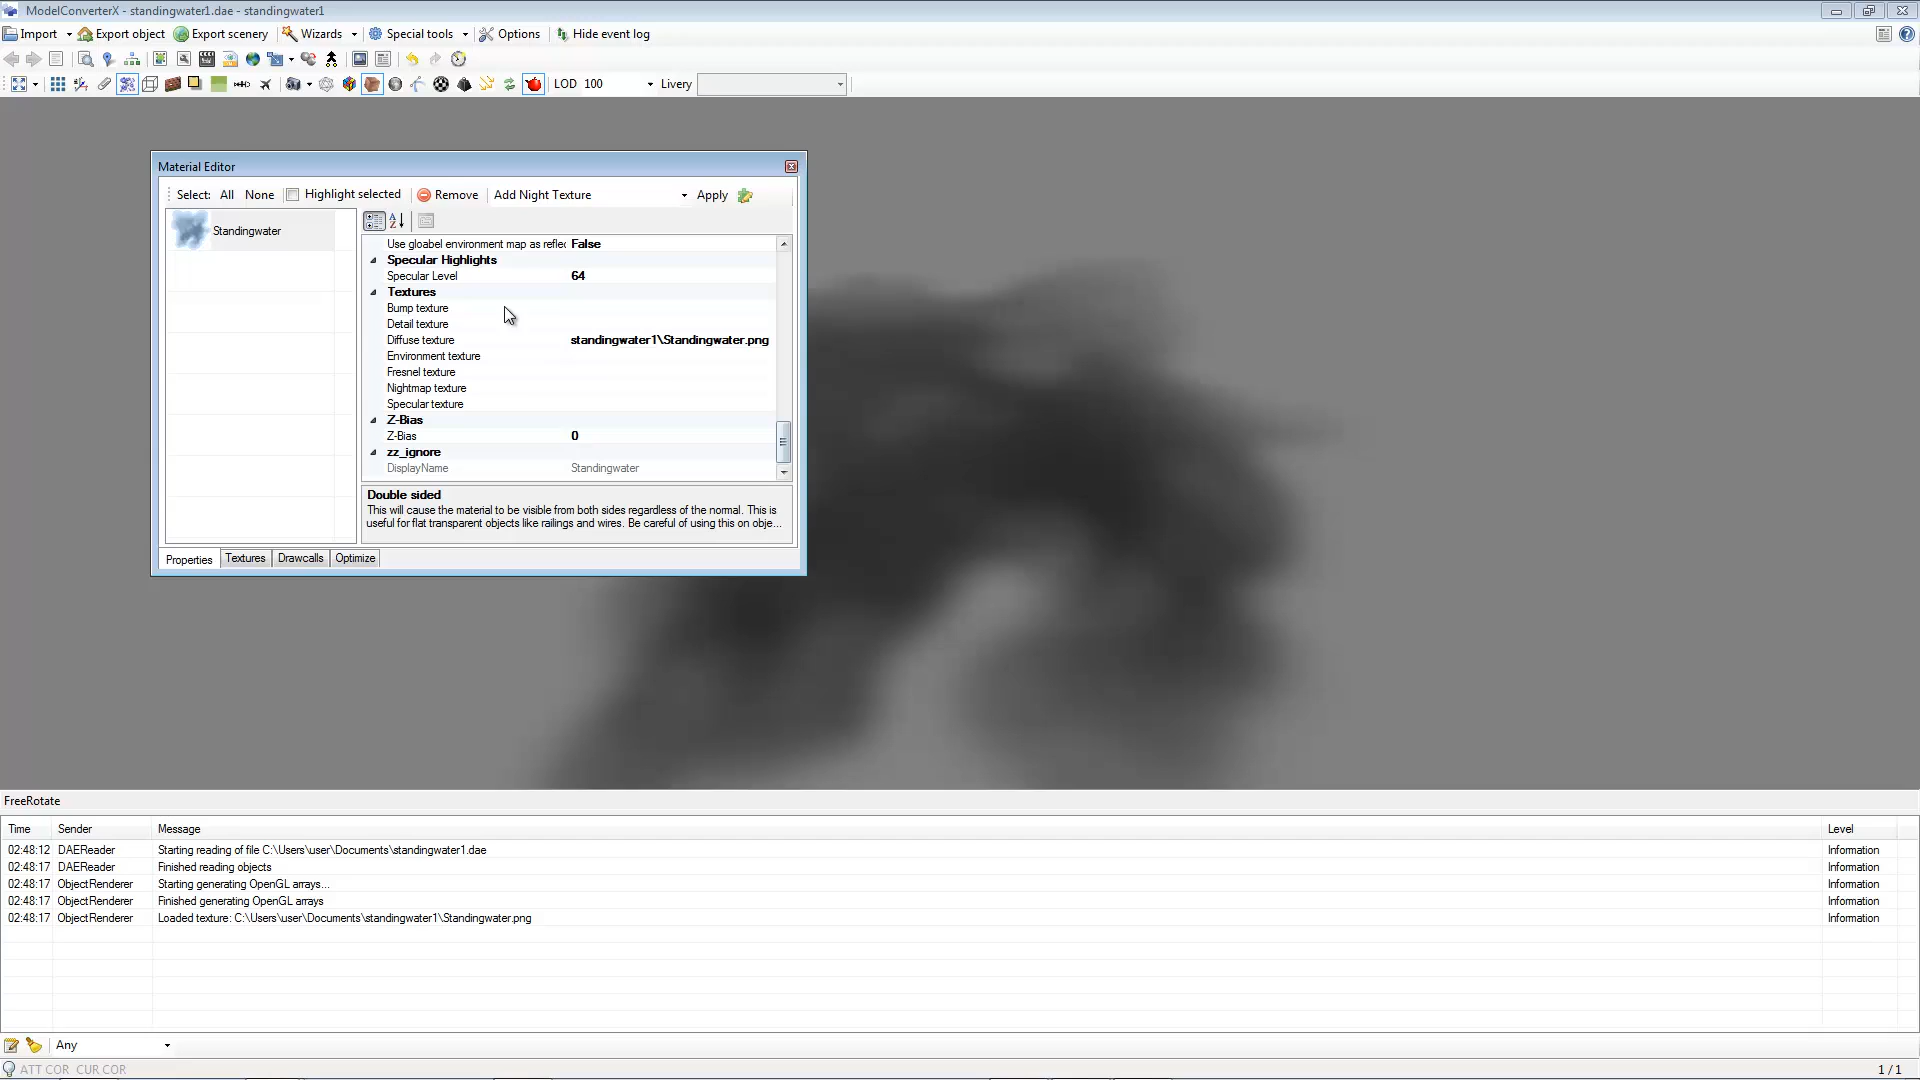 ModelConverterX - standingwater1.dae - standingwater1
Import Export object Export scenery Wizards Special tools Options Hide event log
LOD 100 Livery
Material Editor
Select: All None Highlight selected Remove Add Night Texture Apply
Standingwater
Use gloabel environment map as reflec False
Specular Highlights
Specular Level 64
Textures
Bump texture
Detail texture
Diffuse texture standingwater1\Standingwater.png
Environment texture
Fresnel texture
Nightmap texture
Specular texture
Z-Bias
Z-Bias 0
zz_ignore
DisplayName Standingwater
Double sided
This will cause the material to be visible from both sides regardless of the normal. This is
useful for flat transparent objects like railings and wires. Be careful of using this on obje...
Properties Textures Drawcalls Optimize
FreeRotate
Time Sender Message Level
02:48:12 DAEReader Starting reading of file C:\Users\user\Documents\standingwater1.dae Information
02:48:17 DAEReader Finished reading objects Information
02:48:17 ObjectRenderer Starting generating OpenGL arrays... Information
02:48:17 ObjectRenderer Finished generating OpenGL arrays Information
02:48:17 ObjectRenderer Loaded texture: C:\Users\user\Documents\standingwater1\Standingwater.png Information
Any
ATT COR CUR COR 1 / 1